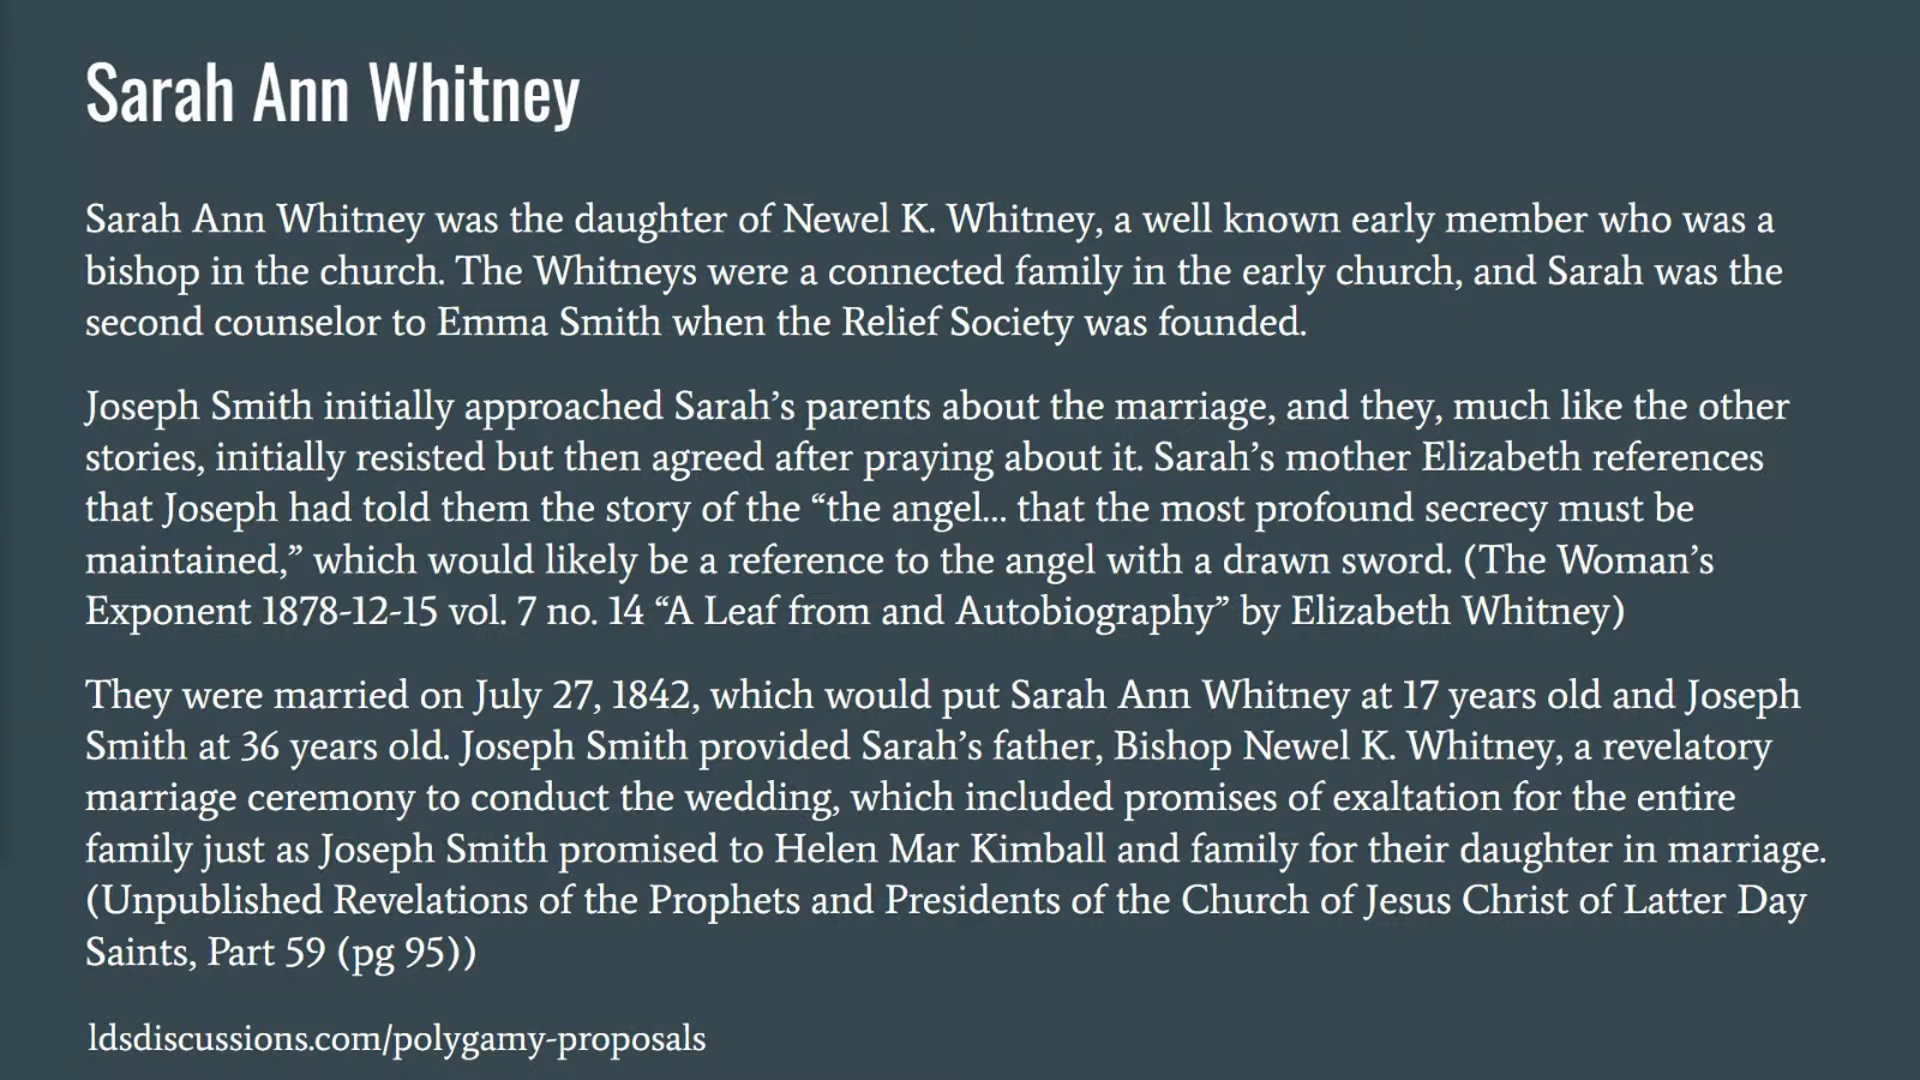 Sarah Ann Whitney
Sarah Ann Whitney was the daughter of Newel K. Whitney, a well known early member who was a
bishop in the church. The Whitneys were a connected family in the early church, and Sarah was the
second counselor to Emma Smith when the Relief Society was founded.
Joseph Smith initially approached Sarah’s parents about the marriage, and they, much like the other
stories, initially resisted but then agreed after praying about it. Sarah’s mother Elizabeth references
that Joseph had told them the story of the “the angel... that the most profound secrecy must be
maintained,” which would likely be a reference to the angel with a drawn sword. (The Woman’s
Exponent 1878-12-15 vol. 7 no. 14 “A Leaf from and Autobiography” by Elizabeth Whitney)
They were married on July 27, 1842, which would put Sarah Ann Whitney at 17 years old and Joseph
Smith at 36 years old. Joseph Smith provided Sarah’s father, Bishop Newel K. Whitney, a revelatory
marriage ceremony to conduct the wedding, which included promises of exaltation for the entire
family just as Joseph Smith promised to Helen Mar Kimball and family for their daughter in marriage.
(Unpublished Revelations of the Prophets and Presidents of the Church of Jesus Christ of Latter Day
Saints, Part 59 (pg 95))
ldsdiscussions.com/polygamy-proposals